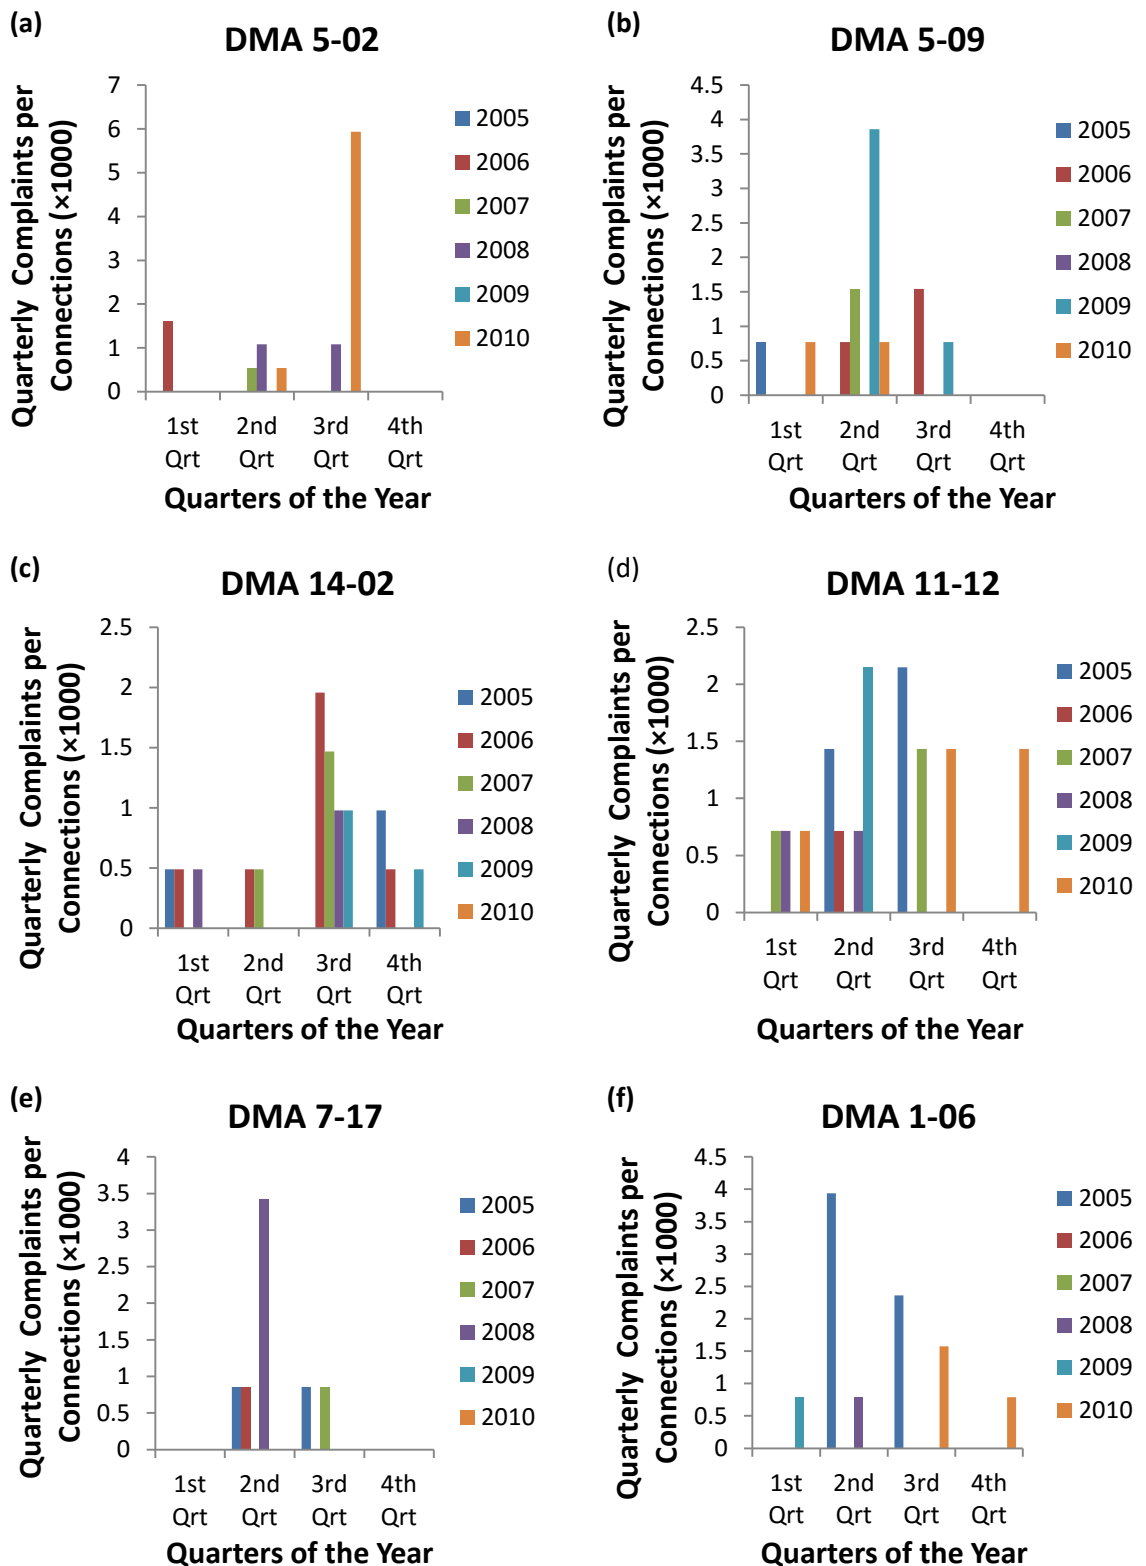 (a)
DMA 5-02
Quarterly Complaints per
Connections (×1000)
7
6
5
4
3
2
1
0
1st
Qrt
2nd
Qrt
3rd
Qrt
4th
Qrt
Quarters of the Year
2005
2006
2007
2008
2009
2010
(b)
DMA 5-09
Quarterly Complaints per
Connections (×1000)
4.5
4
3.5
3
2.5
2
1.5
1
0.5
0
1st
Qrt
2nd
Qrt
3rd
Qrt
4th
Qrt
Quarters of the Year
2005
2006
2007
2008
2009
2010
(c)
DMA 14-02
Quarterly Complaints per
Connections (×1000)
2.5
2
1.5
1
0.5
0
1st
Qrt
2nd
Qrt
3rd
Qrt
4th
Qrt
Quarters of the Year
2005
2006
2007
2008
2009
2010
(d)
DMA 11-12
Quarterly Complaints per
Connections (×1000)
2.5
2
1.5
1
0.5
0
1st
Qrt
2nd
Qrt
3rd
Qrt
4th
Qrt
Quarters of the Year
2005
2006
2007
2008
2009
2010
(e)
DMA 7-17
Quarterly Complaints per
Connections (×1000)
4
3.5
3
2.5
2
1.5
1
0.5
0
1st
Qrt
2nd
Qrt
3rd
Qrt
4th
Qrt
Quarters of the Year
2005
2006
2007
2008
2009
2010
(f)
DMA 1-06
Quarterly Complaints per
Connections (×1000)
4.5
4
3.5
3
2.5
2
1.5
1
0.5
0
1st
Qrt
2nd
Qrt
3rd
Qrt
4th
Qrt
Quarters of the Year
2005
2006
2007
2008
2009
2010